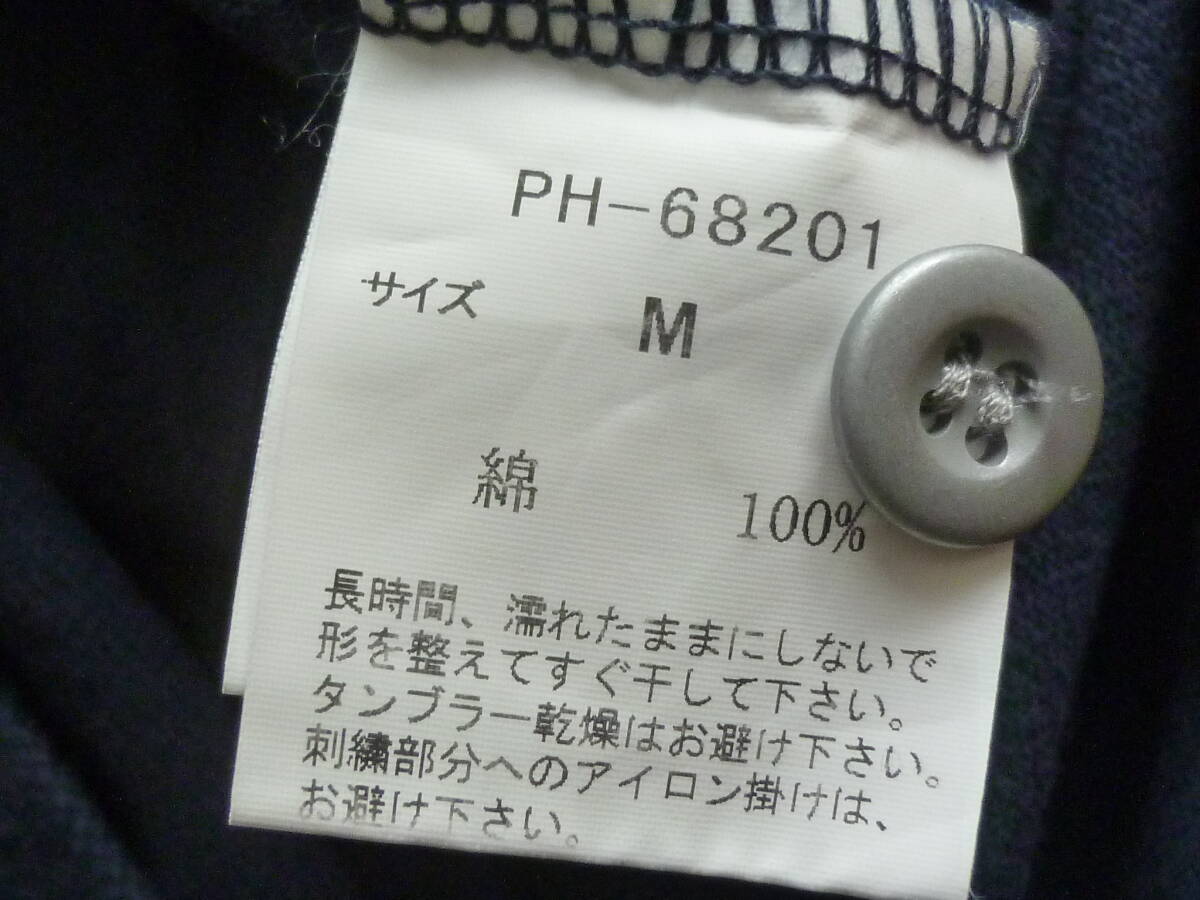 PH-68201
サイズ M
綿 100%
長時間、濡れたままにしないで
形を整えてすぐ干して下さい。
タンブラー乾燥はお避け下さい。
刺繍部分へのアイロン掛けは、
お避け下さい。